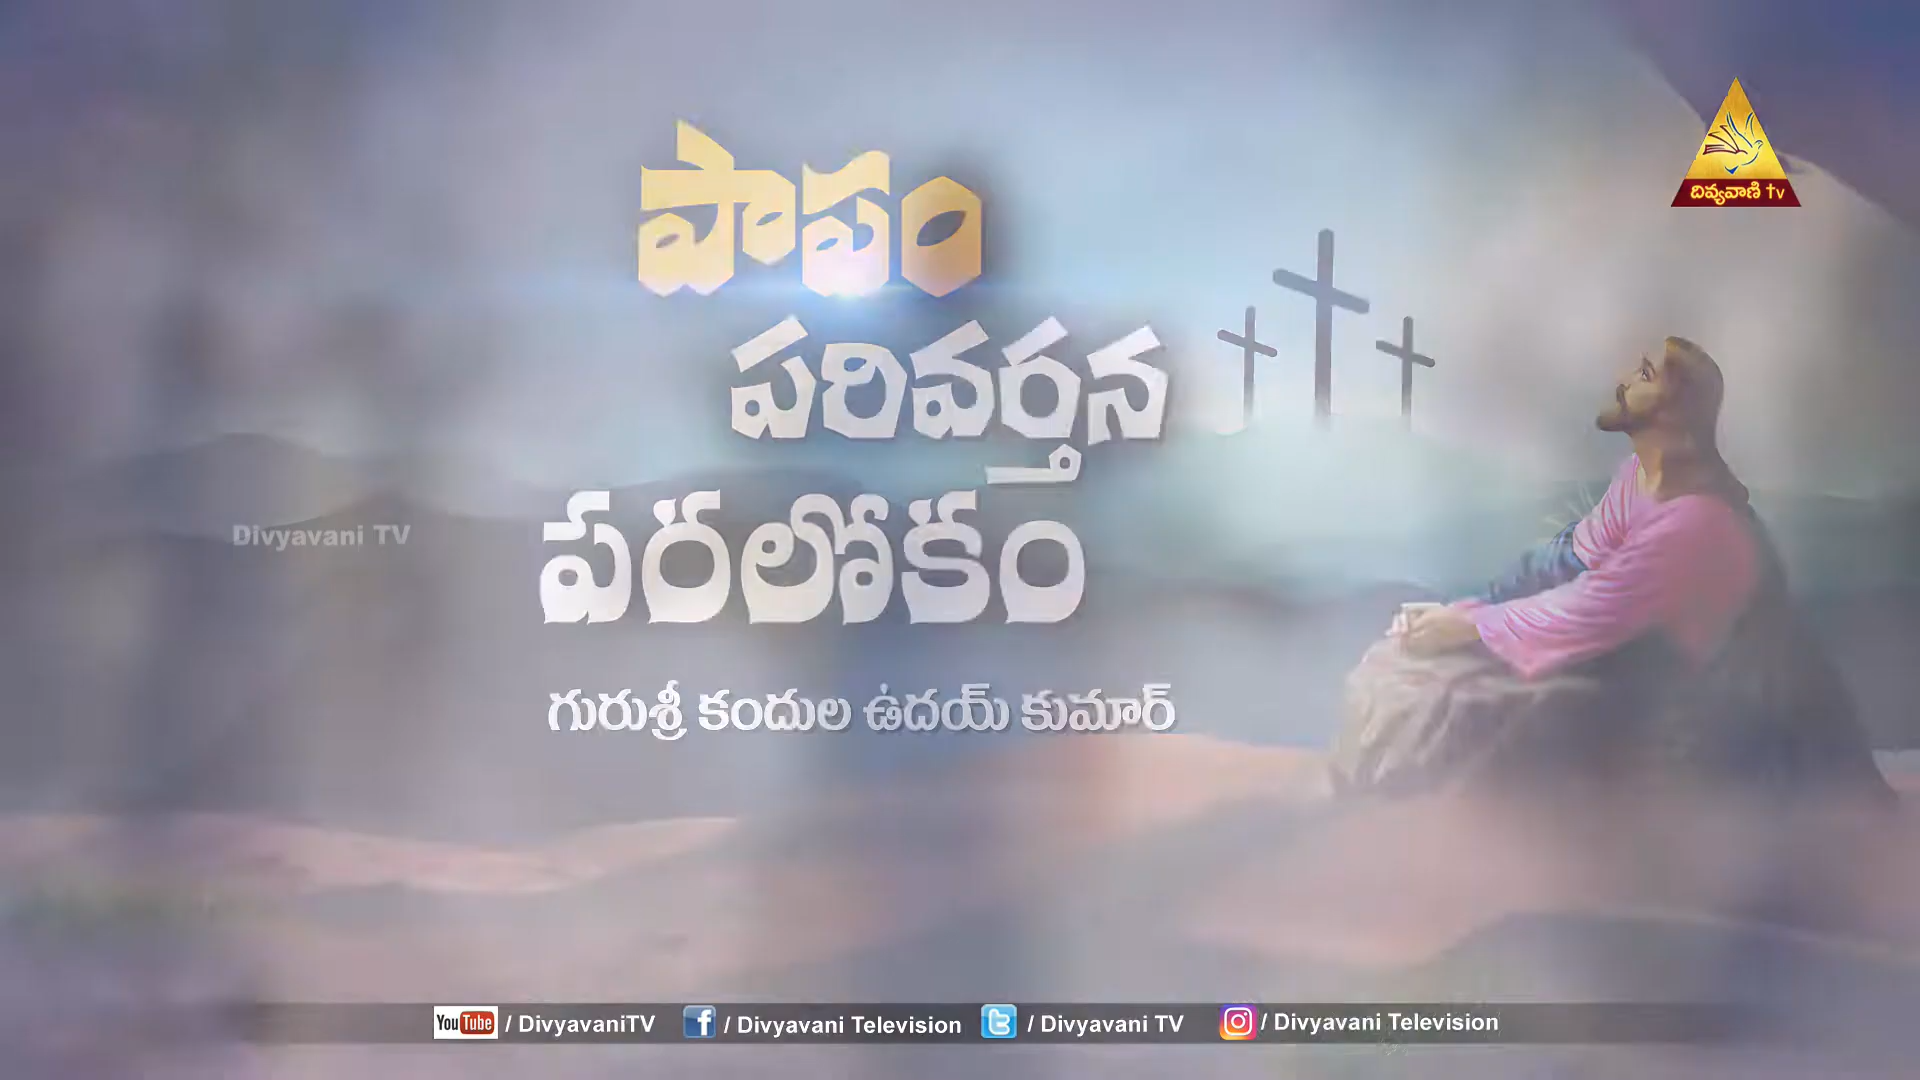 పాపం
దివ్యవాణి tv
పరివర్తన
పరలోకం
Divyavani TV
గురుశ్రీ కందుల ఉదయ్ కుమార్
YouTube / DivyavaniTV f / Divyavani Television / Divyavani TV / Divyavani Television